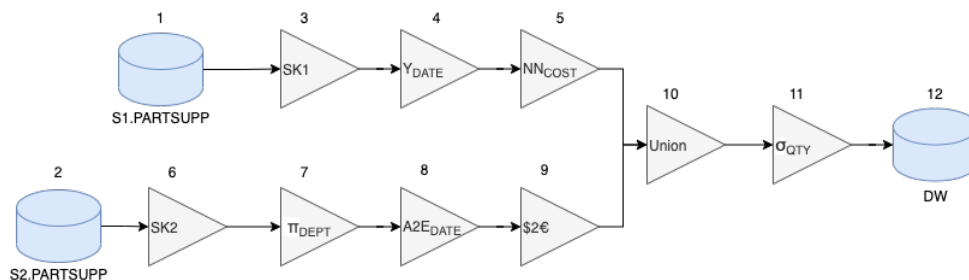 1 3 4 5
SK1 YDATE NNCOST
S1.PARTSUPP
10 11 12
Union σQTY
DW
2 6 7 8 9
SK2 πDEPT A2EDATE $2€
S2.PARTSUPP